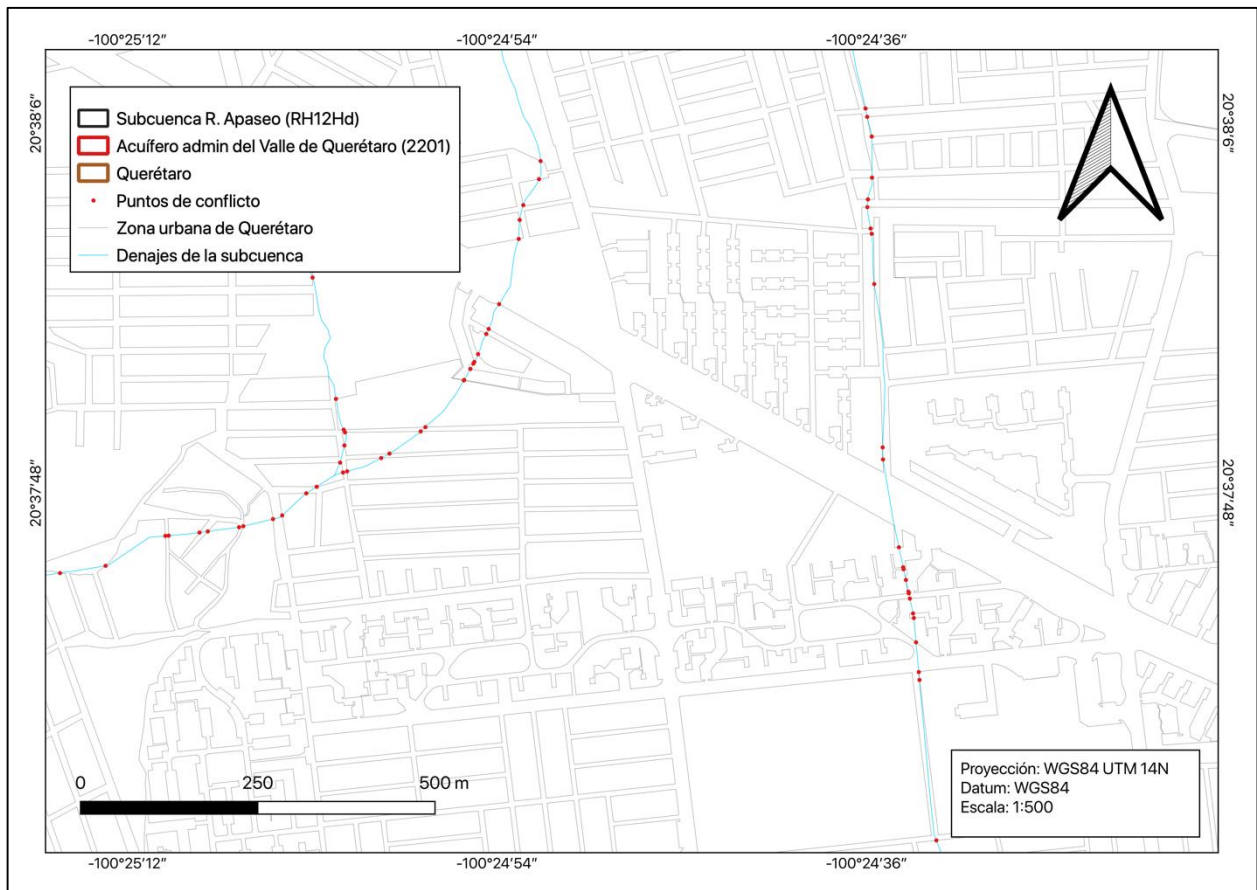 -100°25'12"
-100°24'54"
-100°24'36"
20°38'6"
20°38'6"
Subcuenca R. Apaseo (RH12Hd)
Acuífero admin del Valle de Querétaro (2201)
Querétaro
Puntos de conflicto
Zona urbana de Querétaro
Denajes de la subcuenca
20°37'48"
20°37'48"
0
250
500 m
Proyección: WGS84 UTM 14N
Datum: WGS84
Escala: 1:500
-100°25'12"
-100°24'54"
-100°24'36"